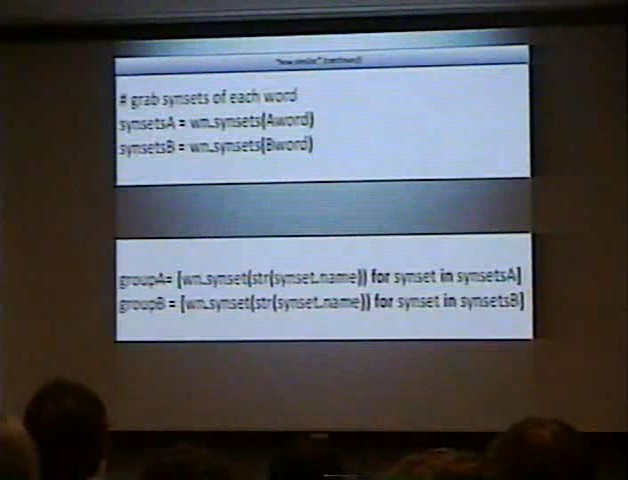 # grab synsets of each word
synsetsA = wn.synsets(Aword)
synsetsB = wn.synsets(Bword)
groupA= [wn.synset(str(synset.name)) for synset in synsetsA]
groupB = [wn.synset(str(synset.name)) for synset in synsetsB]